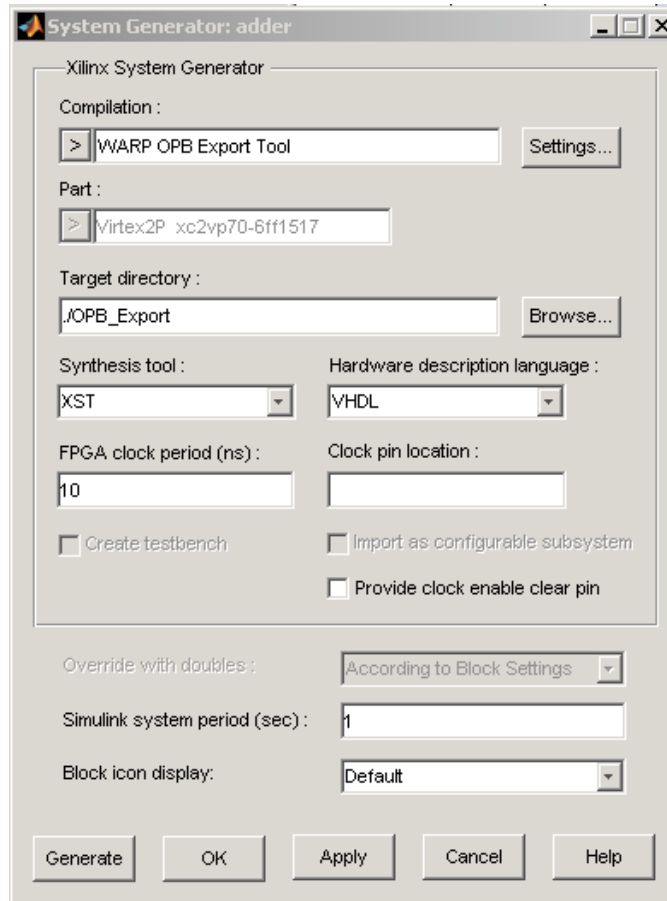 System Generator: adder
Xilinx System Generator
Compilation :
> WARP OPB Export Tool Settings...
Part :
> Virtex2P xc2vp70-6ff1517
Target directory :
./OPB_Export Browse...
Synthesis tool : Hardware description language :
XST VHDL
FPGA clock period (ns) : Clock pin location :
10
Create testbench Import as configurable subsystem
Provide clock enable clear pin
Override with doubles : According to Block Settings
Simulink system period (sec) : 1
Block icon display: Default
Generate OK Apply Cancel Help